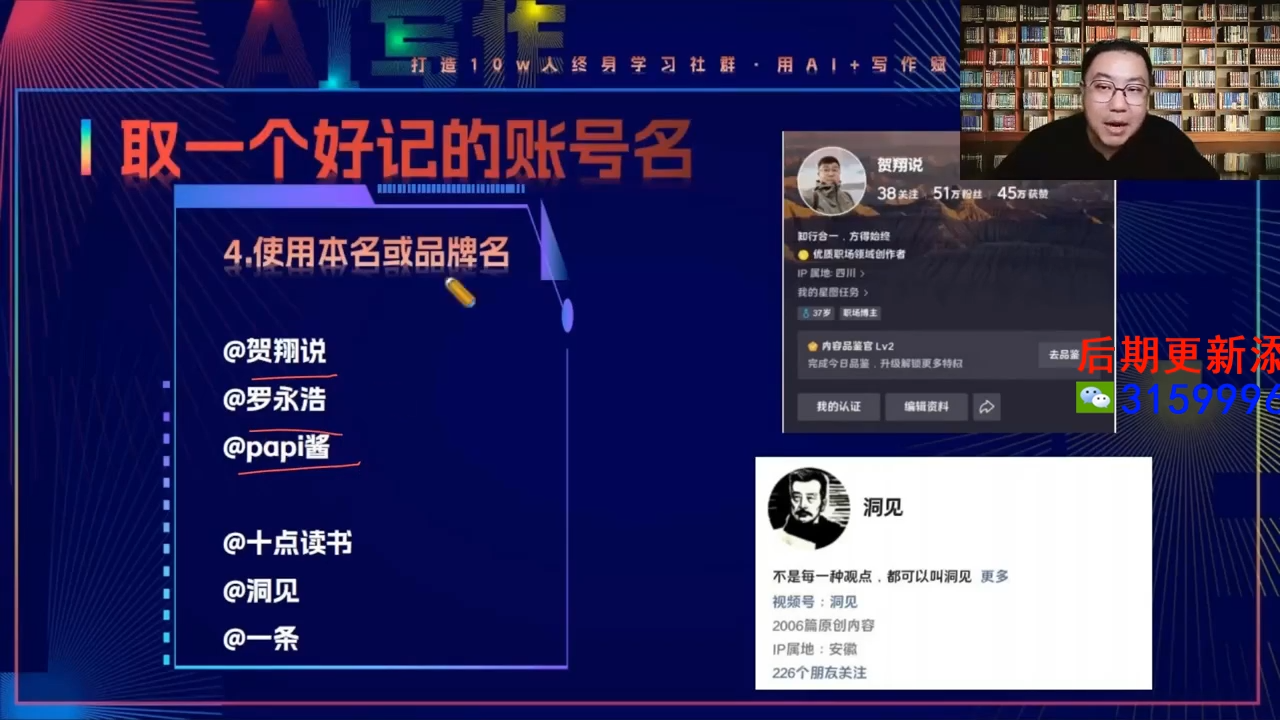 AI写作
打造10w人终身学习社群·用AI+写作赋
取一个好记的账号名
4.使用本名或品牌名
@贺翔说
@罗永浩
@papi酱
@十点读书
@洞见
@一条
贺翔说
38关注 51万粉丝 45万获赞
知行合一，方得始终
优质职场领域创作者
IP 属地: 四川 >
我的星图任务 >
37岁 职场博主
内容品鉴官 Lv2
完成今日品鉴，升级解锁更多特权
去品鉴
我的认证 编辑资料
后期更新添
3159996
洞见
不是每一种观点，都可以叫洞见 更多
视频号：洞见
2006篇原创内容
IP属地：安徽
226个朋友关注